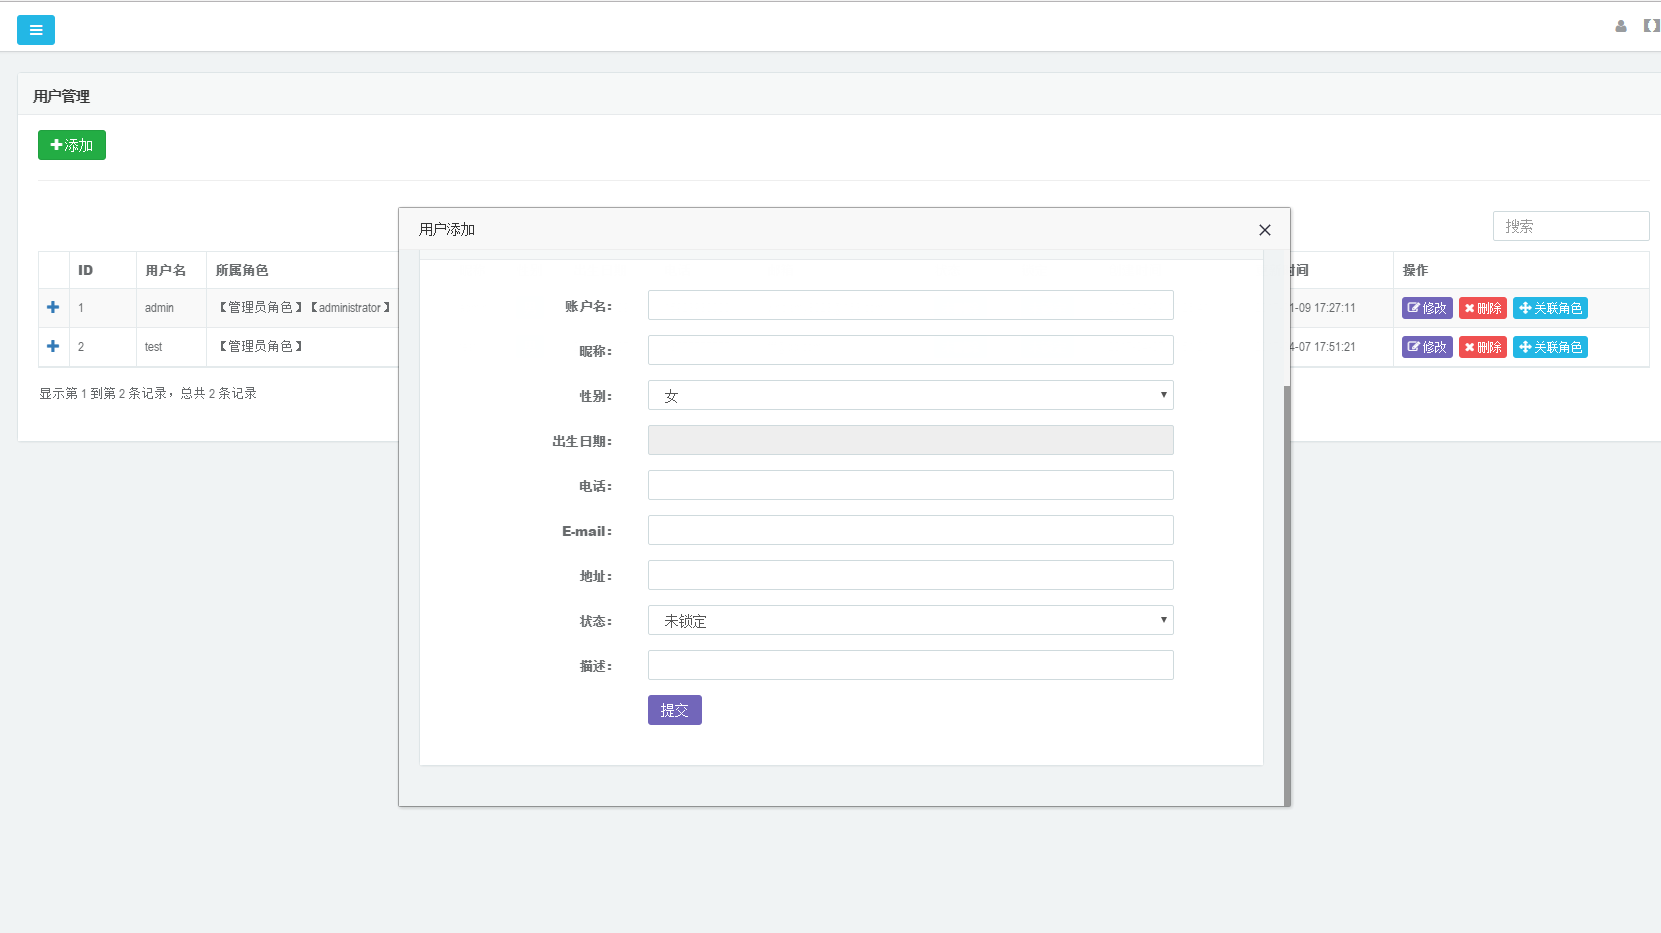 用户管理
添加
搜索
ID 用户名 所属角色 时间 操作
1 admin 【管理员角色】【administrator】 1-09 17:27:11 修改 删除 关联角色
2 test 【管理员角色】 4-07 17:51:21 修改 删除 关联角色
显示第 1 到第 2 条记录，总共 2 条记录
用户添加
账户名：
昵称：
性别： 女
出生日期：
电话：
E-mail：
地址：
状态： 未锁定
描述：
提交